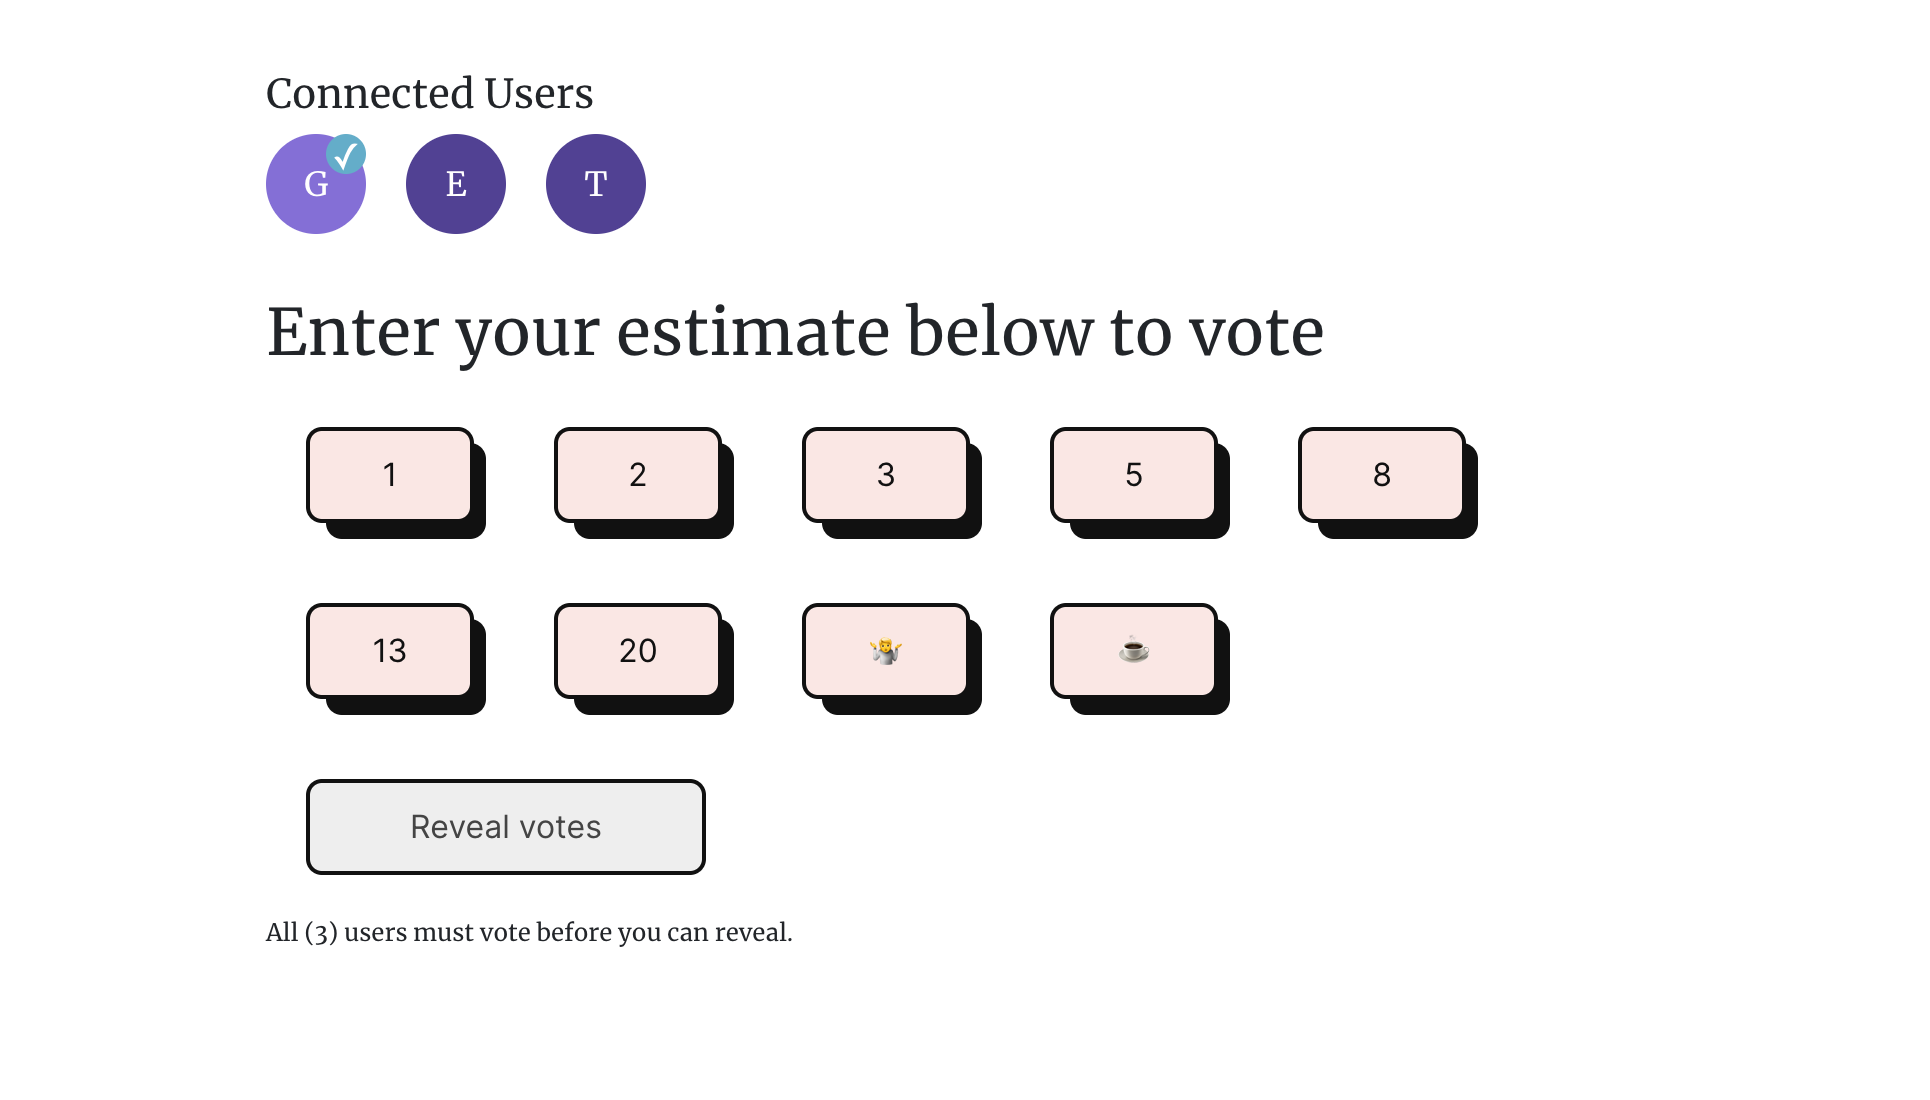 Connected Users
G E T
Enter your estimate below to vote
1 2 3 5 8
13 20 🤷 ☕
Reveal votes
All (3) users must vote before you can reveal.